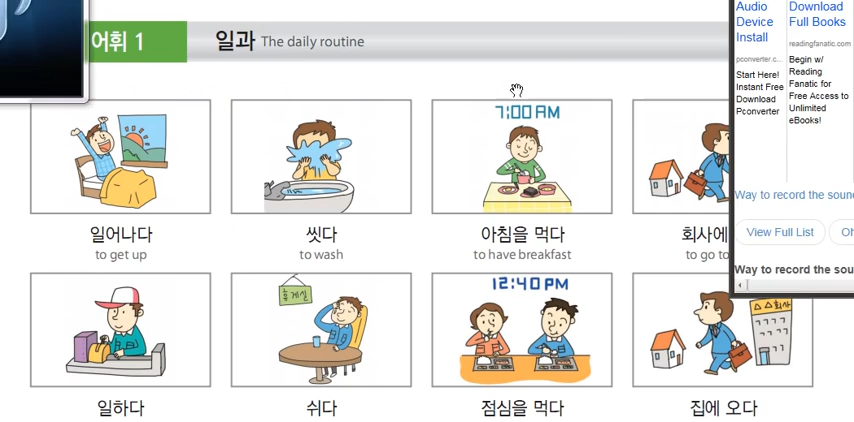 어휘 1
일과 The daily routine
7:00 AM
일어나다
to get up
씻다
to wash
아침을 먹다
to have breakfast
회사에
to go to
휴게실
12:40 PM
회사
일하다
쉬다
점심을 먹다
집에 오다
Audio
Device
Install
pconverter.c...
Start Here!
Instant Free
Download
Pconverter
Download
Full Books
readingfanatic.com
Begin w/
Reading
Fanatic for
Free Access to
Unlimited
eBooks!
Way to record the soun
View Full List
Way to record the sou